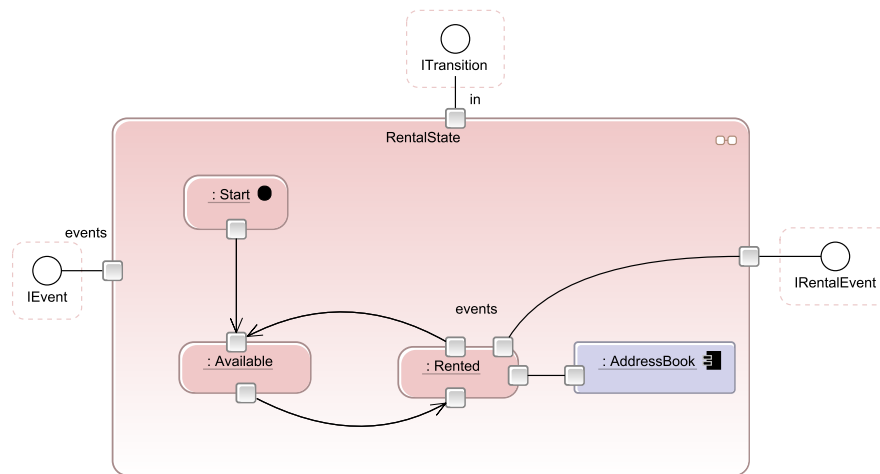 ITransition
in
RentalState
: Start
events
IEvent
IRentalEvent
events
: Available
: Rented
: AddressBook